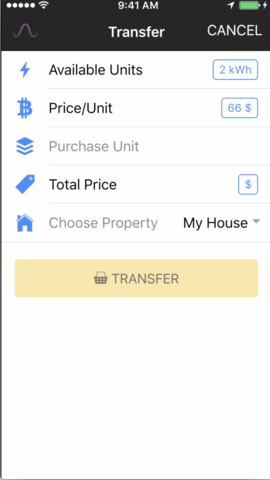 9:41 AM
Transfer
CANCEL
Available Units 2 kWh
Price/Unit 66 $
Purchase Unit
Total Price $
Choose Property My House
TRANSFER